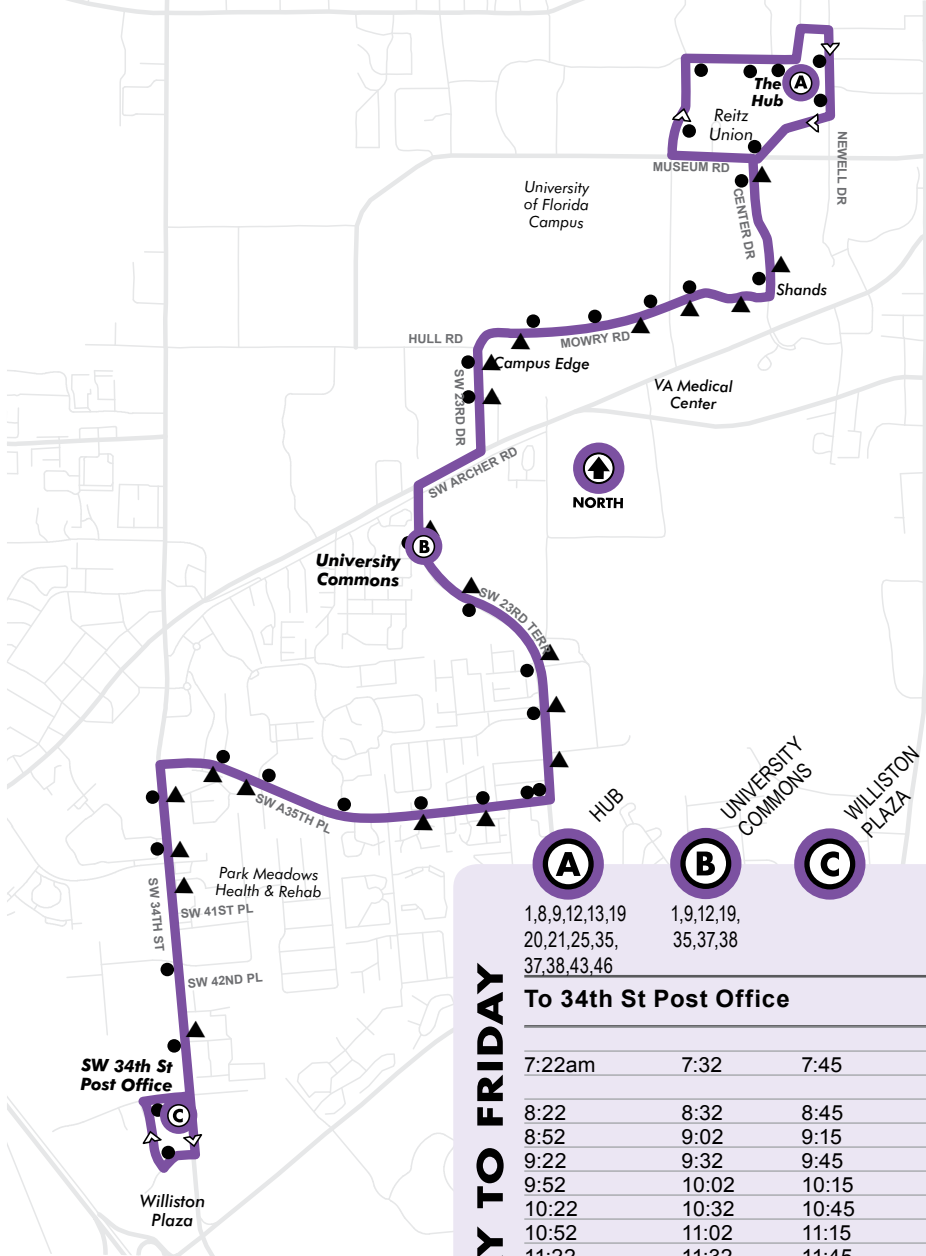 A
The
Hub
Reitz
Union
NEWELL DR
MUSEUM RD
University
of Florida
Campus
CENTER DR
Shands
HULL RD
MOWRY RD
Campus Edge
SW 23RD DR
VA Medical
Center
SW ARCHER RD
NORTH
B
University
Commons
SW 23RD TERR
SW A35TH PL
Park Meadows
Health & Rehab
SW 34TH ST
SW 41ST PL
SW 42ND PL
SW 34th St
Post Office
C
Williston
Plaza
HUB
UNIVERSITY
COMMONS
WILLISTON
PLAZA
A B C
1,8,9,12,13,19 1,9,12,19,
20,21,25,35, 35,37,38
37,38,43,46
Y TO FRIDAY
To 34th St Post Office
7:22am 7:32 7:45
8:22 8:32 8:45
8:52 9:02 9:15
9:22 9:32 9:45
9:52 10:02 10:15
10:22 10:32 10:45
10:52 11:02 11:15
11:22 11:32 11:45